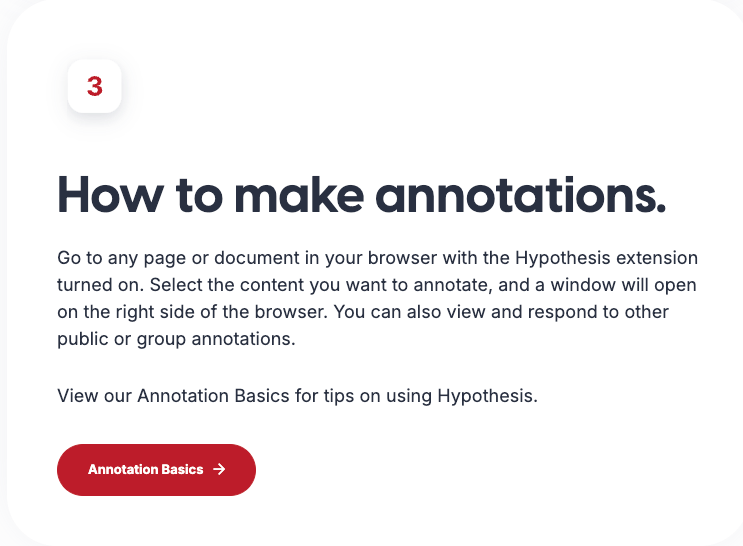 3
How to make annotations.
Go to any page or document in your browser with the Hypothesis extension
turned on. Select the content you want to annotate, and a window will open
on the right side of the browser. You can also view and respond to other
public or group annotations.
View our Annotation Basics for tips on using Hypothesis.
Annotation Basics →